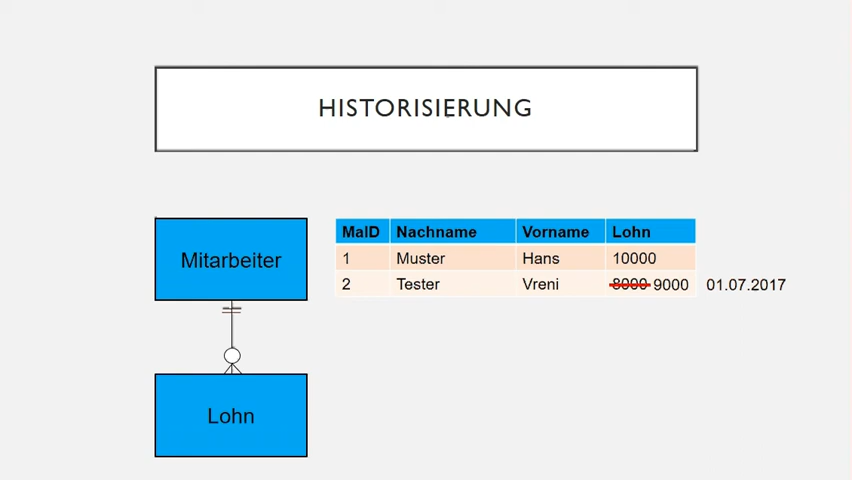 HISTORISIERUNG
Mitarbeiter
MaID Nachname Vorname Lohn
1 Muster Hans 10000
2 Tester Vreni 8000 9000 01.07.2017
Lohn